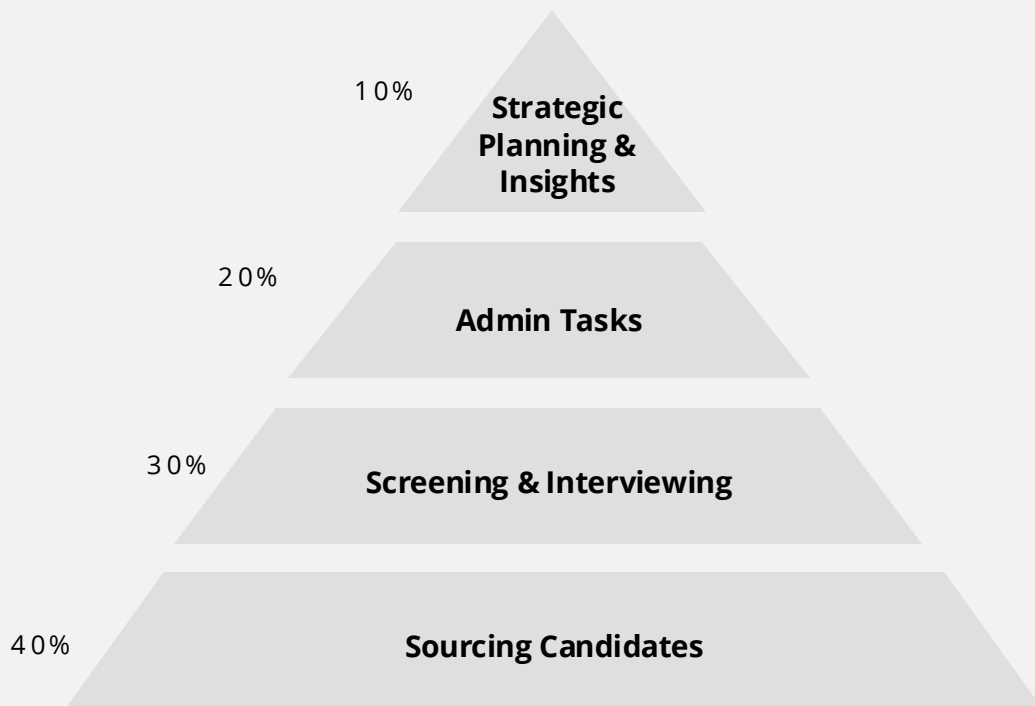 10%
Strategic
Planning &
Insights
20%
Admin Tasks
30%
Screening & Interviewing
40%
Sourcing Candidates